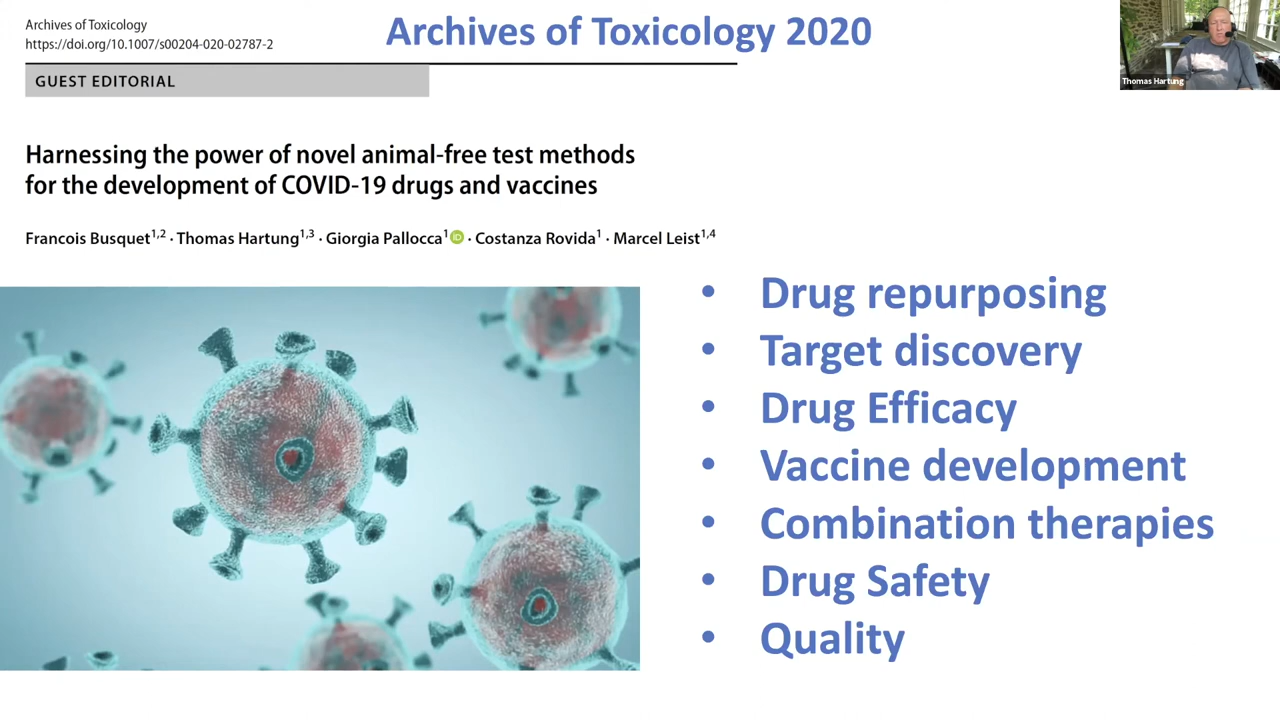 Archives of Toxicology
https://doi.org/10.1007/s00204-020-02787-2
Archives of Toxicology 2020
GUEST EDITORIAL
Thomas Hartung
Harnessing the power of novel animal-free test methods
for the development of COVID-19 drugs and vaccines
Francois Busquet1,2 · Thomas Hartung1,3 · Giorgia Pallocca1 iD · Costanza Rovida1 · Marcel Leist1,4
• Drug repurposing
• Target discovery
• Drug Efficacy
• Vaccine development
• Combination therapies
• Drug Safety
• Quality